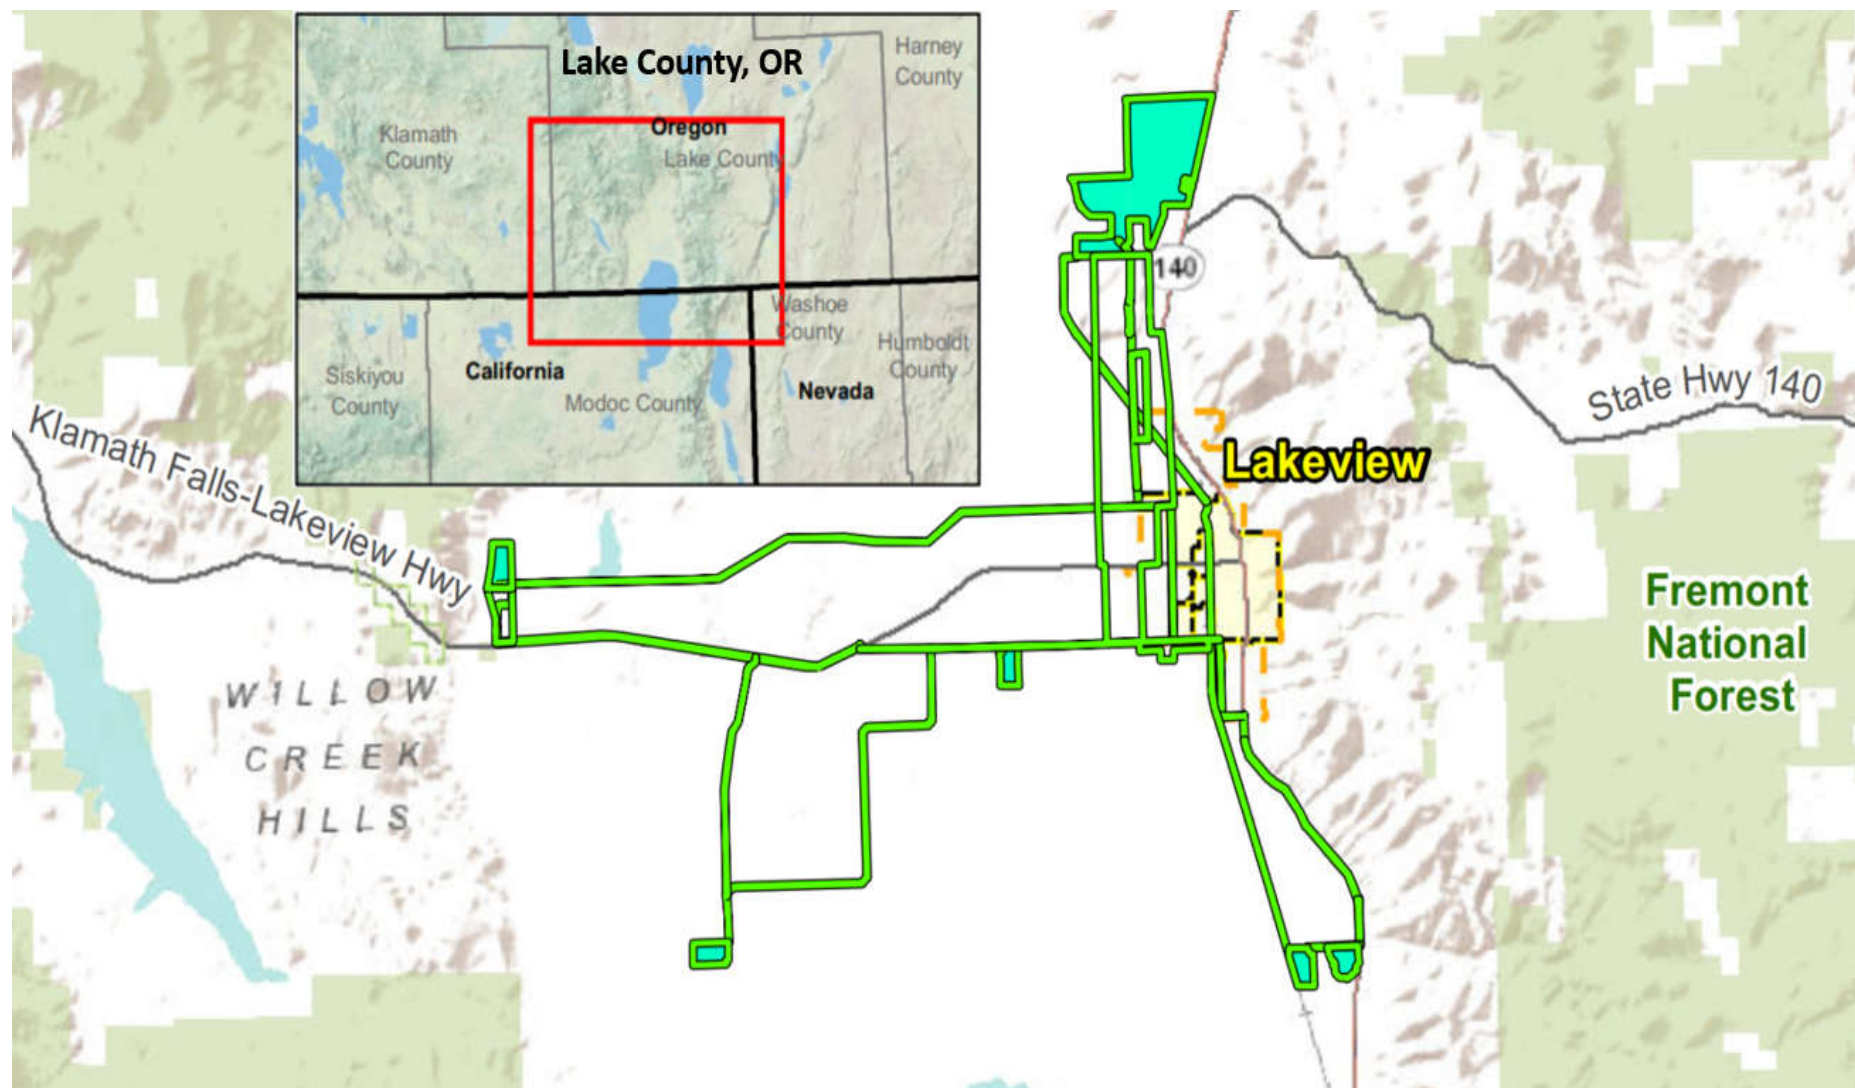 Lake County, OR
Harney
County
Klamath
County
Oregon
Lake County
Washoe
County
Humboldt
County
Siskiyou
County
California
Modoc County
Nevada
140
State Hwy 140
Klamath Falls-Lakeview Hwy
Lakeview
Fremont
National
Forest
WILLOW
CREEK
HILLS